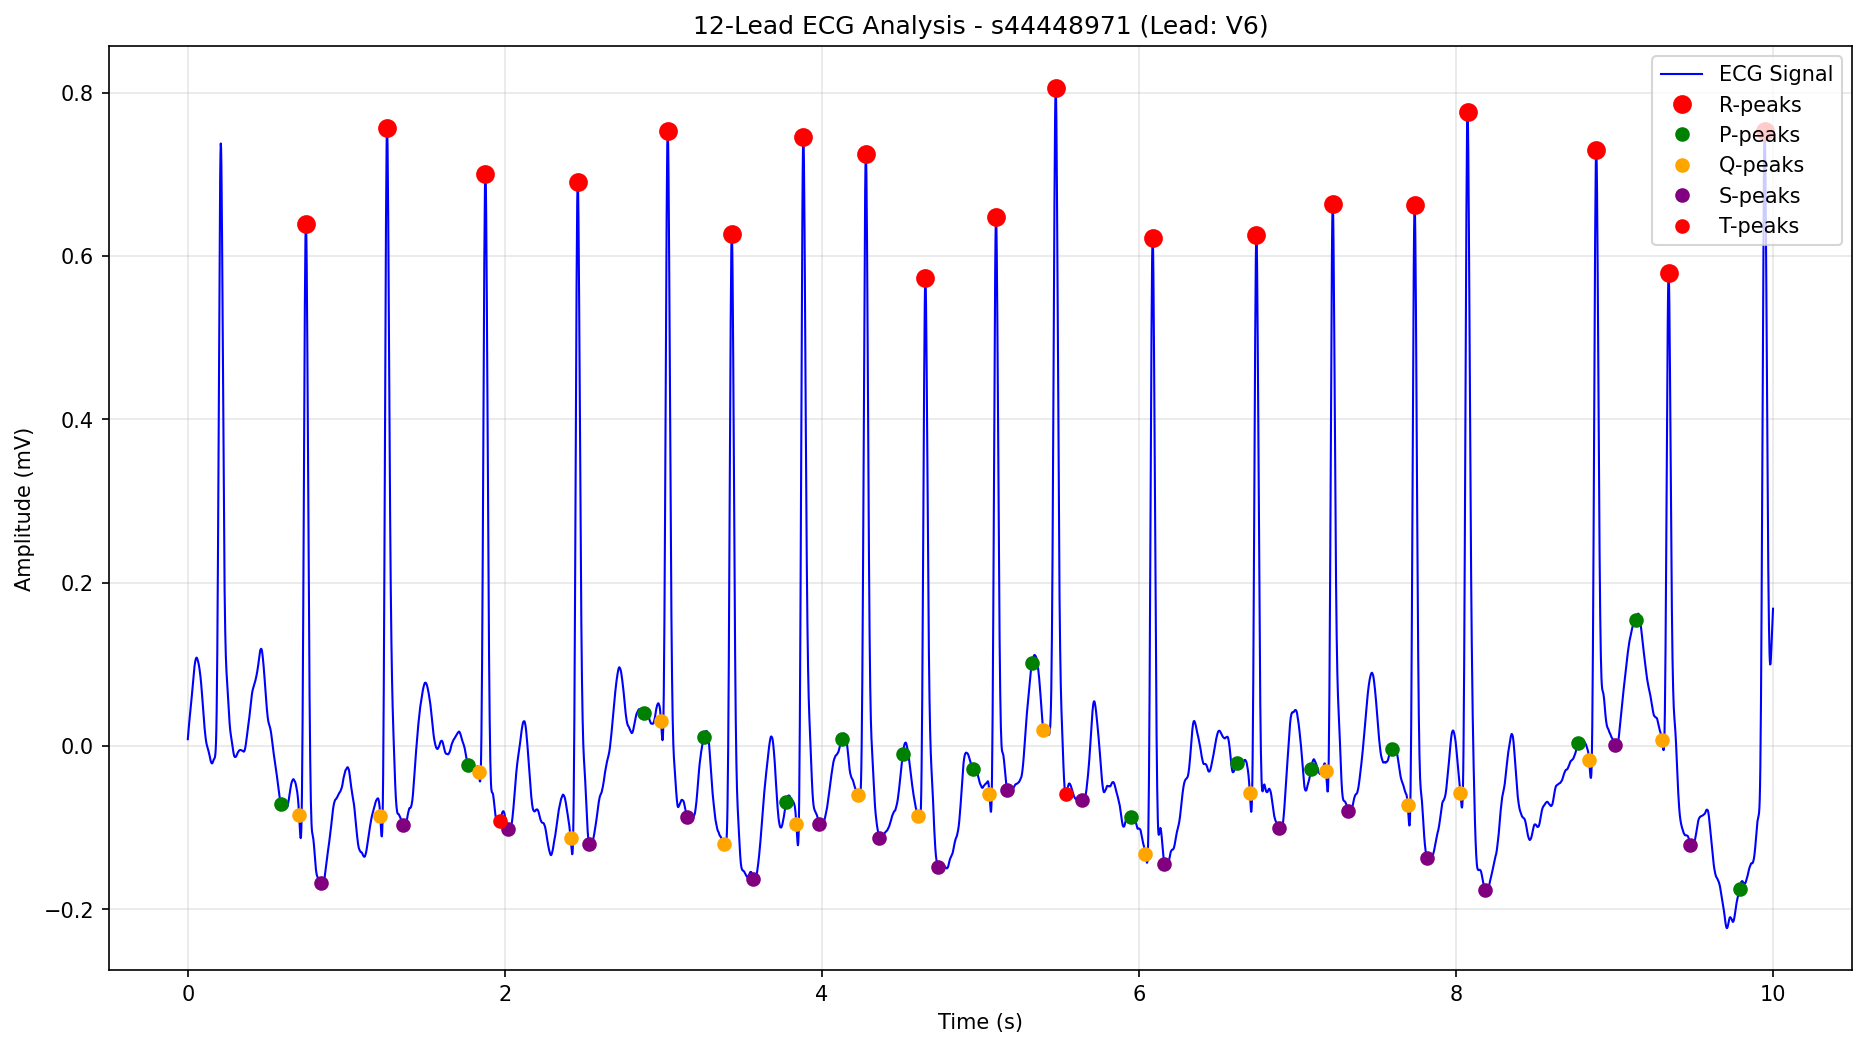 12-Lead ECG Analysis - s44448971 (Lead: V6)
ECG Signal
R-peaks
P-peaks
Q-peaks
S-peaks
T-peaks
Amplitude (mV)
0.8
0.6
0.4
0.2
0.0
−0.2
0
2
4
6
8
10
Time (s)